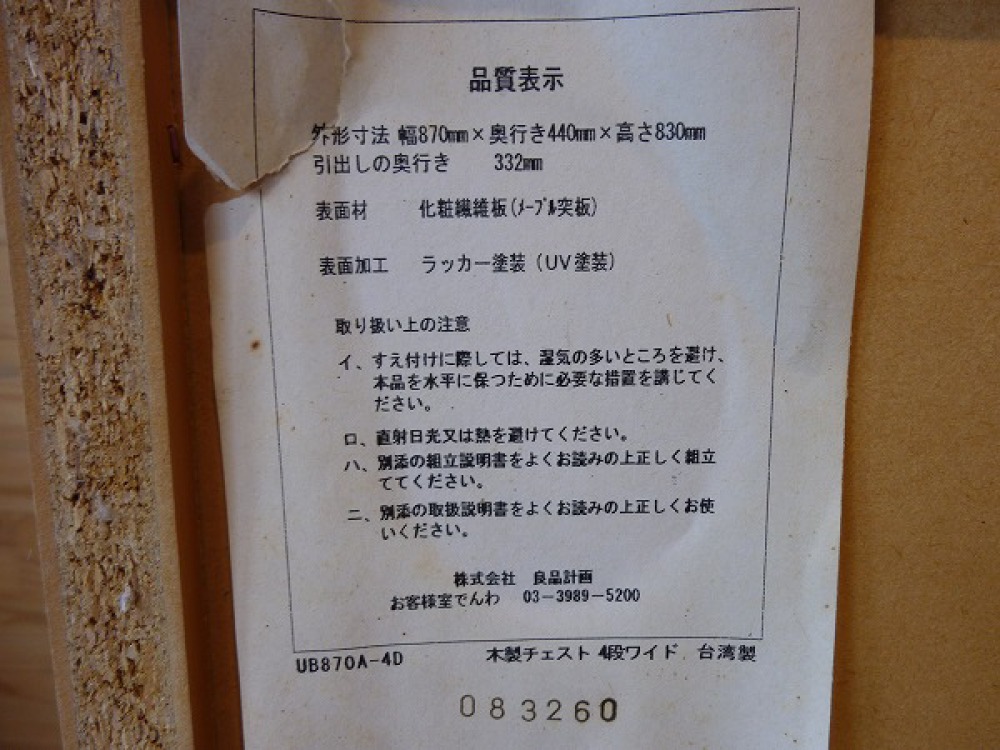 品質表示
外形寸法 幅870mm×奥行き440mm×高さ830mm
引出しの奥行き 332mm
表面材 化粧繊維板(メープル突板)
表面加工 ラッカー塗装(UV塗装)
取り扱い上の注意
イ、すえ付けに際しては、湿気の多いところを避け、
本品を水平に保つために必要な措置を講じてく
ださい。
ロ、直射日光又は熱を避けてください。
ハ、別添の組立説明書をよくお読みの上正しく組立
ててください。
ニ、別添の取扱説明書をよくお読みの上正しくお使
いください。
株式会社 良品計画
お客様室でんわ 03-3989-5200
UB870A-4D 木製チェスト 4段ワイド 台湾製
083260